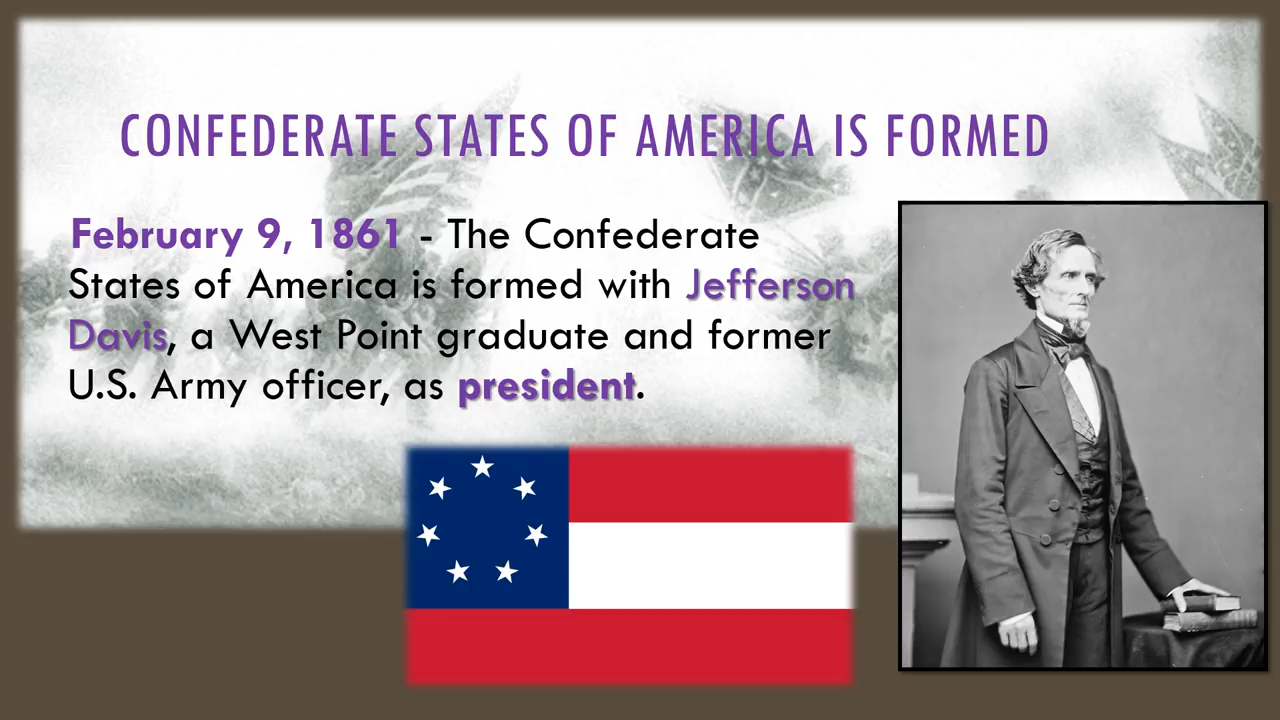 CONFEDERATE STATES OF AMERICA IS FORMED
February 9, 1861 - The Confederate
States of America is formed with Jefferson
Davis, a West Point graduate and former
U.S. Army officer, as president.